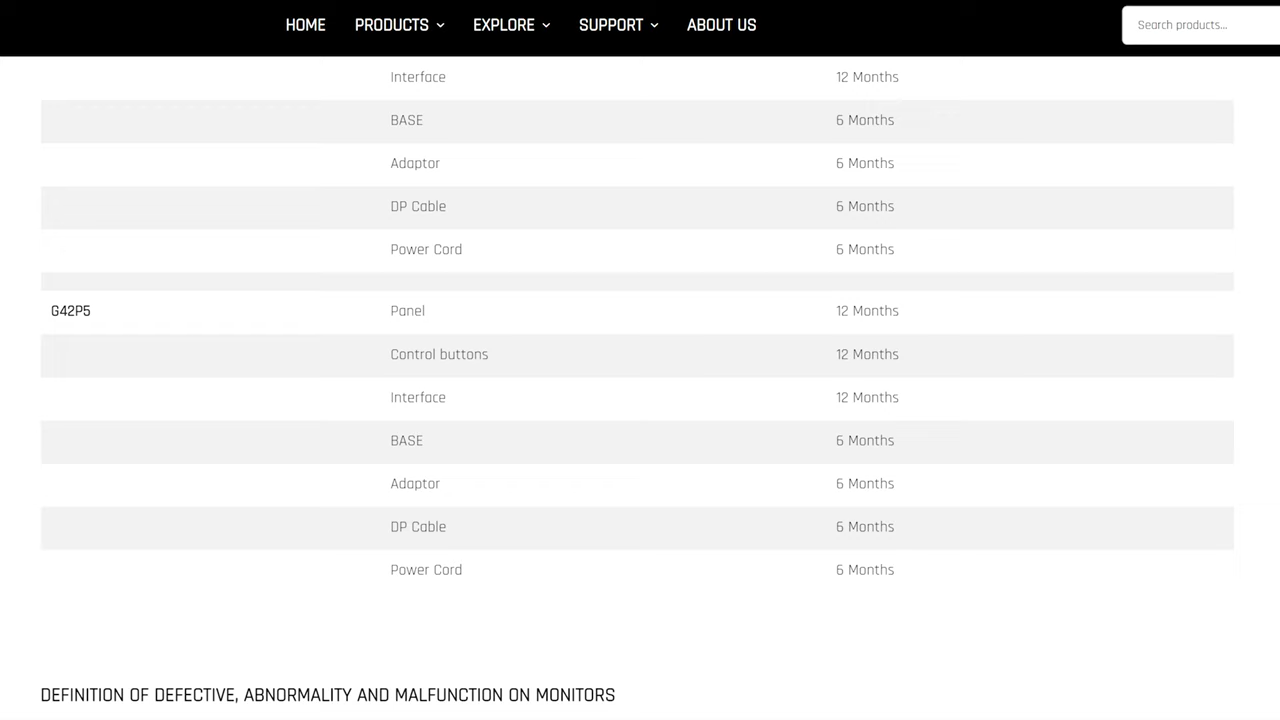 HOME PRODUCTS EXPLORE SUPPORT ABOUT US Search products...
Interface 12 Months
BASE 6 Months
Adaptor 6 Months
DP Cable 6 Months
Power Cord 6 Months
G42P5 Panel 12 Months
Control buttons 12 Months
Interface 12 Months
BASE 6 Months
Adaptor 6 Months
DP Cable 6 Months
Power Cord 6 Months
DEFINITION OF DEFECTIVE, ABNORMALITY AND MALFUNCTION ON MONITORS